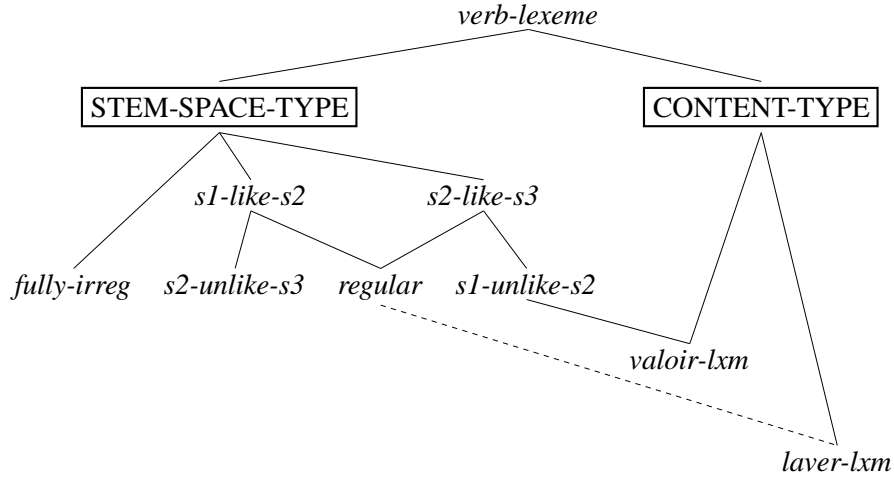 verb-lexeme
STEM-SPACE-TYPE CONTENT-TYPE
s1-like-s2 s2-like-s3
fully-irreg s2-unlike-s3 regular s1-unlike-s2
valoir-lxm
laver-lxm